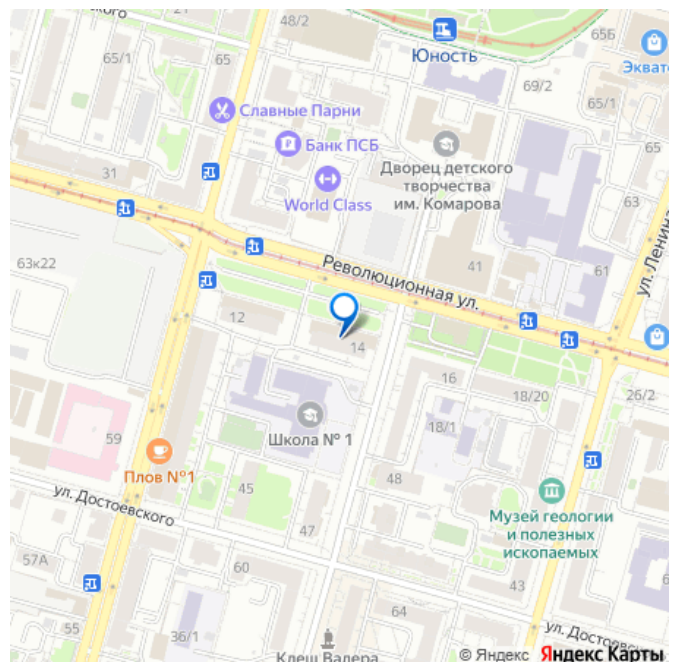 48/2
65Б
Юность
Экват
65/1
65
69/2
65/1
Славные Парни
Банк ПСБ
65
Дворец детского
творчества
им. Комарова
31
World Class
63
ул. Ленина
63к22
Революционная ул.
41
61
12
14
16
18/20
26/2
18/1
Школа № 1
59
Плов №1
48
45
Музей геологии
и полезных
ископаемых
ул. Достоевского
47
57А
60
43
64
55
36/1
ул. Достоевск
Клещ Валера
© Яндекс Яндекс Карты